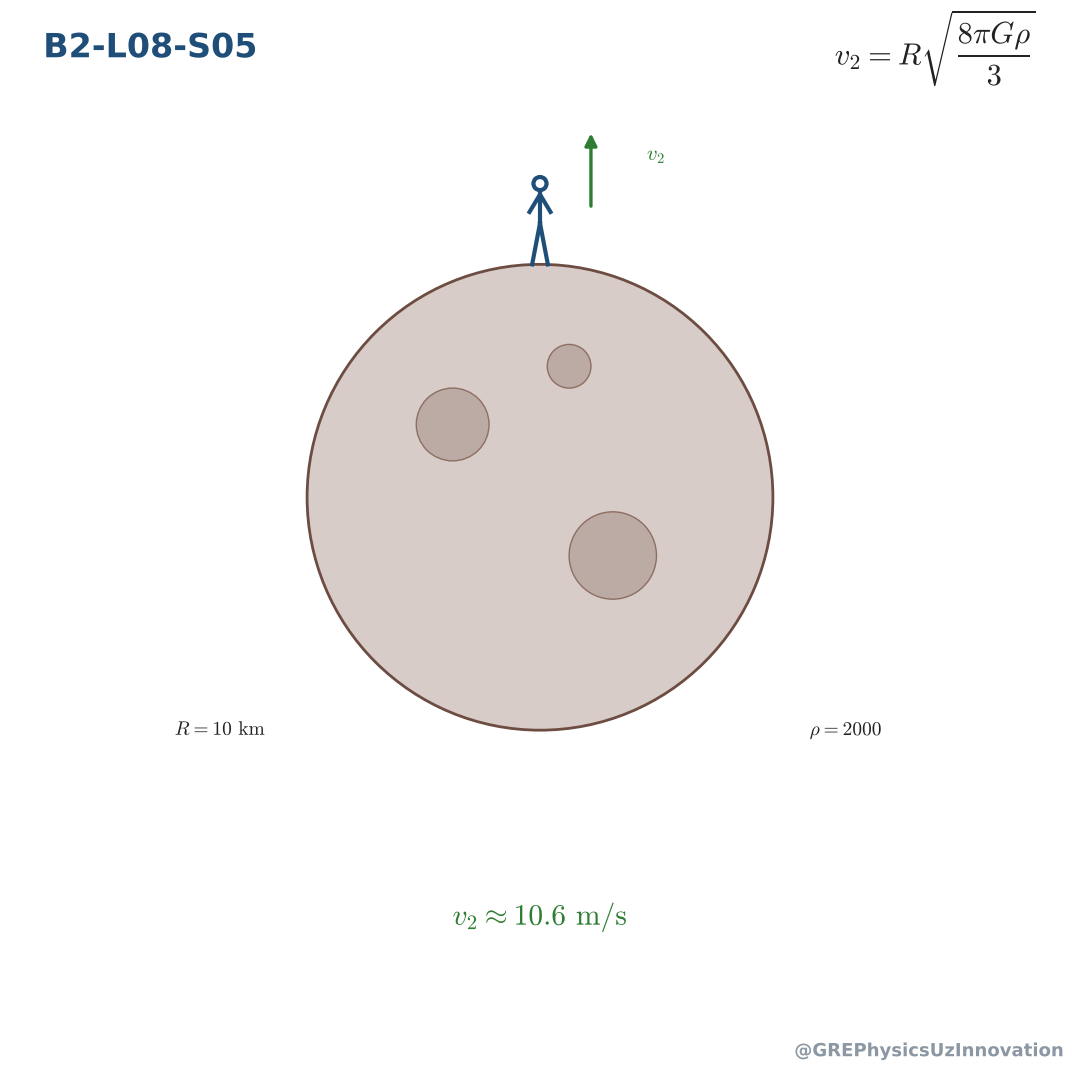 B2-L08-S05
v₂ = R√(8πGρ/3)
v₂
R = 10 km
ρ = 2000
v₂ ≈ 10.6 m/s
@GREPhysicsUzInnovation